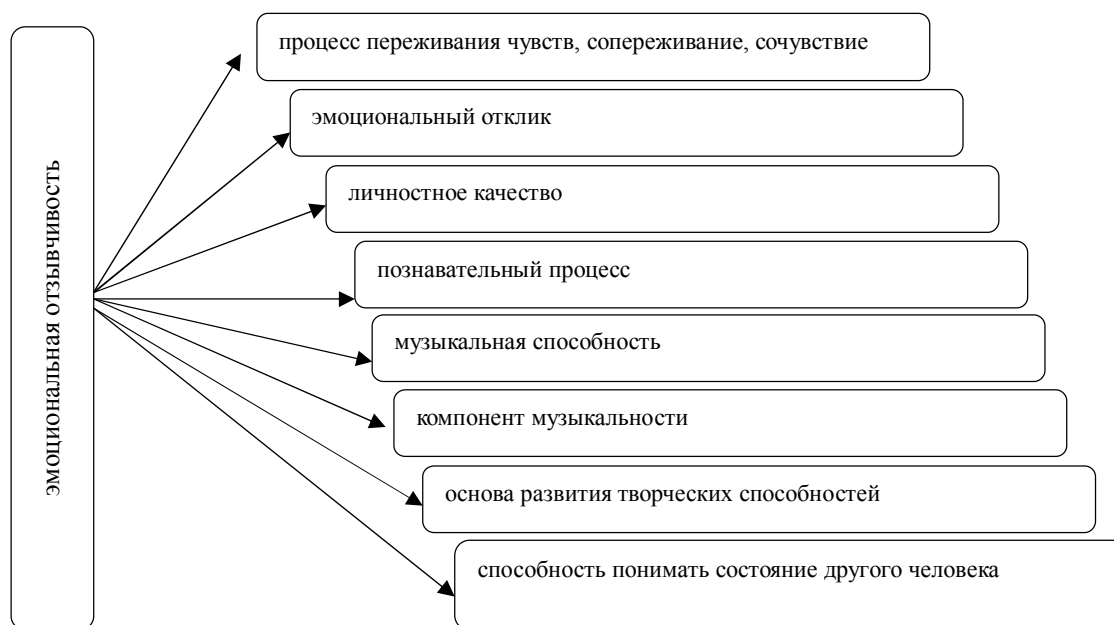 эмоциональная отзывчивость
процесс переживания чувств, сопереживание, сочувствие
эмоциональный отклик
личностное качество
познавательный процесс
музыкальная способность
компонент музыкальности
основа развития творческих способностей
способность понимать состояние другого человека